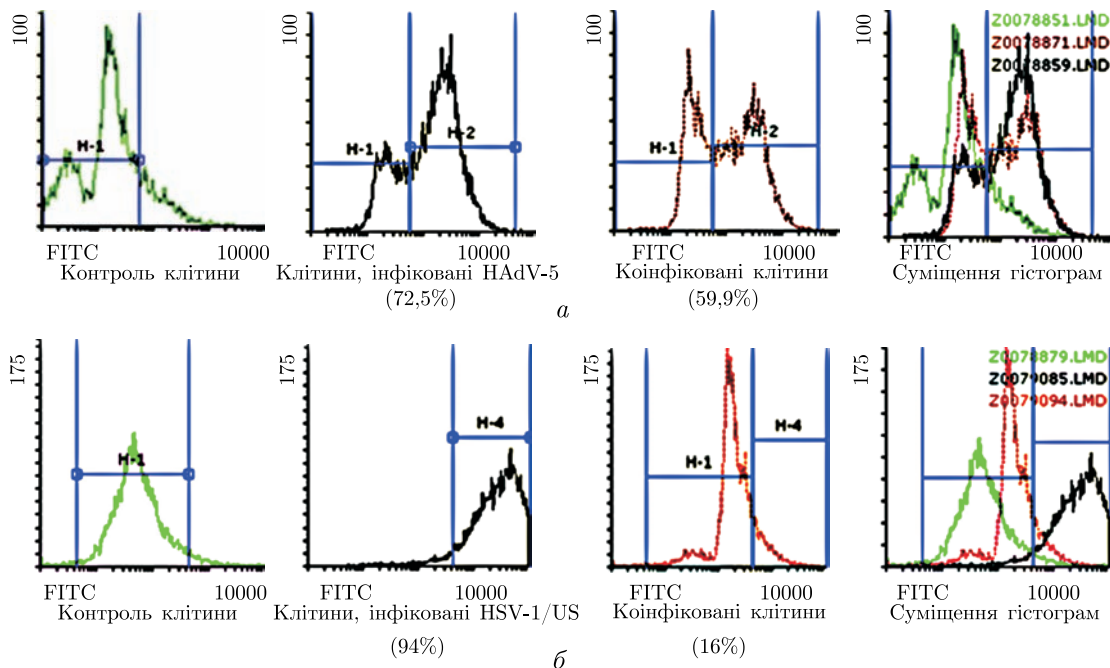 100
H-1
FITC 10000
Контроль клітини
100
H-1
H-2
FITC 10000
Клітини, інфіковані HAdV-5
(72,5%)
100
H-1
H-2
FITC 10000
Коінфіковані клітини
(59,9%)
100
Z0078851.LMD
Z0078871.LMD
Z0078859.LMD
FITC 10000
Суміщення гістограм
а
175
H-1
FITC 10000
Контроль клітини
175
H-4
FITC 10000
Клітини, інфіковані HSV-1/US
(94%)
175
H-1
H-4
FITC 10000
Коінфіковані клітини
(16%)
175
Z0078879.LMD
Z0079085.LMD
Z0079094.LMD
FITC 10000
Суміщення гістограм
б